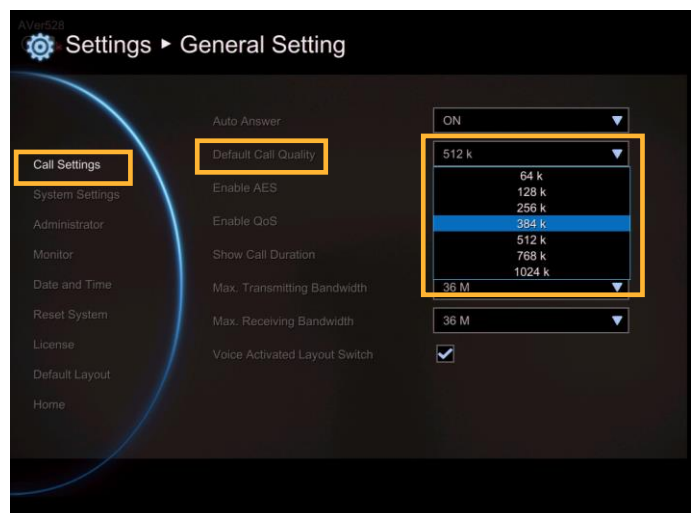 AVer528
Settings ► General Setting
Auto Answer
ON
Call Settings
Default Call Quality
512 k
64 k
128 k
256 k
384 k
512 k
768 k
1024 k
System Settings
Enable AES
Administrator
Enable QoS
Monitor
Show Call Duration
Date and Time
Max. Transmitting Bandwidth
36 M
Reset System
Max. Receiving Bandwidth
36 M
License
Voice Activated Layout Switch
Default Layout
Home